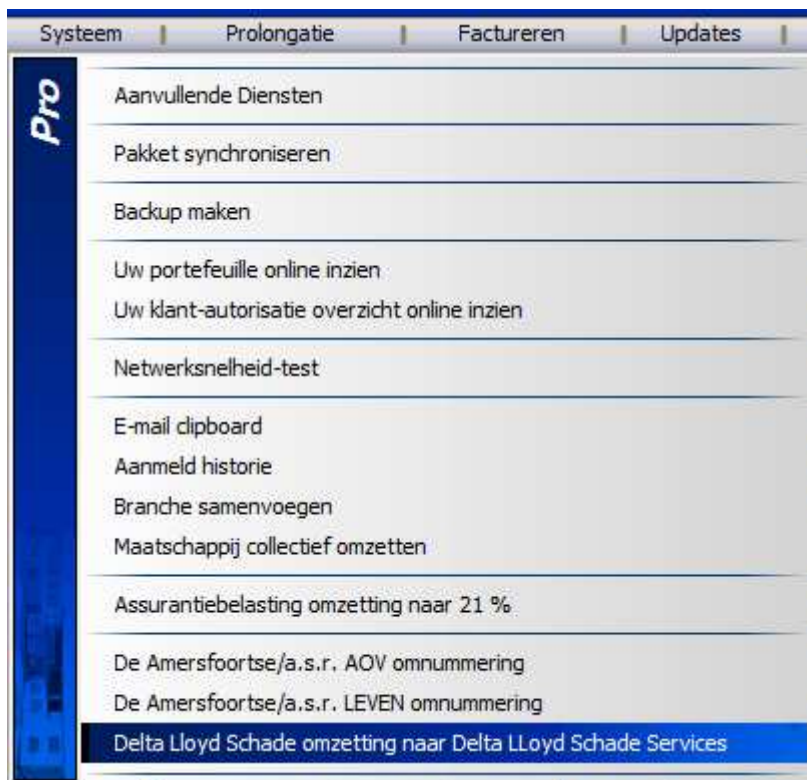 Systeem | Prolongatie | Factureren | Updates |
Pro
Aanvullende Diensten
Pakket synchroniseren
Backup maken
Uw portefeuille online inzien
Uw klant-autorisatie overzicht online inzien
Netwerksnelheid-test
E-mail clipboard
Aanmeld historie
Branche samenvoegen
Maatschappij collectief omzetten
Assurantiebelasting omzetting naar 21 %
De Amersfoortse/a.s.r. AOV omnummering
De Amersfoortse/a.s.r. LEVEN omnummering
Delta Lloyd Schade omzetting naar Delta LLoyd Schade Services